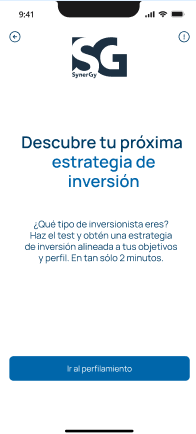 9:41
SG
SynerGy
Descubre tu próxima
estrategia de
inversión
¿Qué tipo de inversionista eres?
Haz el test y obtén una estrategia
de inversión alineada a tus objetivos
y perfil. En tan sólo 2 minutos.
Ir al perfilamiento